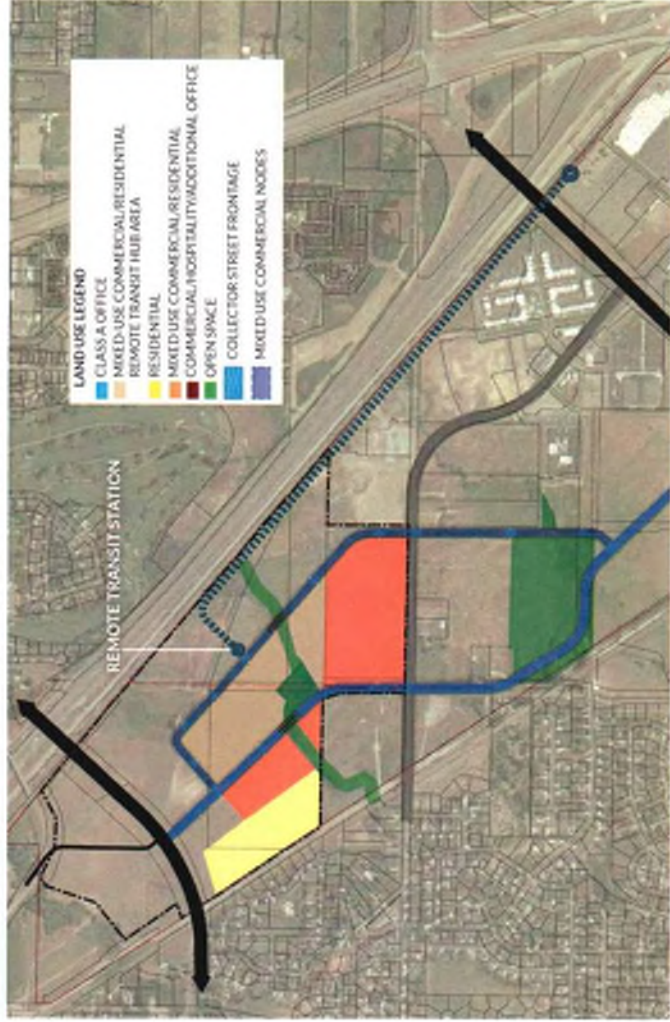 LAND USE LEGEND
CLASS A OFFICE
MIXED-USE COMMERCIAL/RESIDENTIAL
REMOTE TRANSIT HUB AREA
RESIDENTIAL
MIXED USE COMMERCIAL/RESIDENTIAL
COMMERCIAL/HOSPITALITY/ADDITIONAL OFFICE
OPEN SPACE
COLLECTOR STREET FRONTAGE
MIXED USE COMMERCIAL NODES
REMOTE TRANSIT STATION